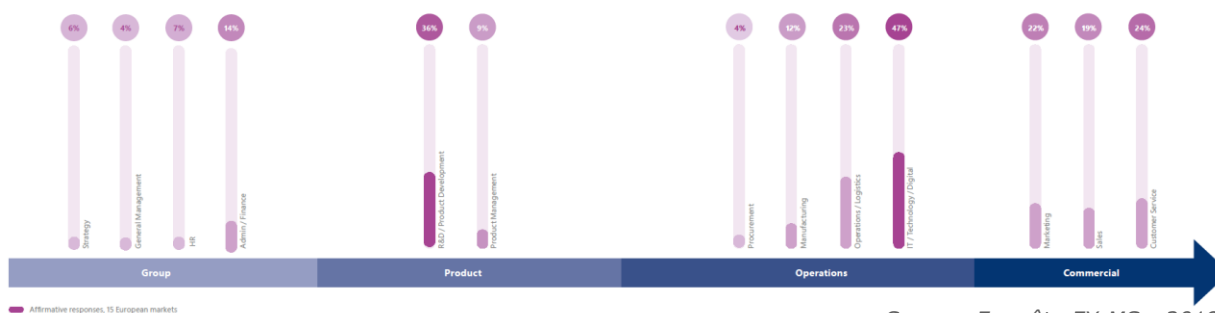 6% 4% 7% 14% 36% 9% 4% 12% 23% 47% 22% 19% 24%
Strategy
General Management
HR
Admin / Finance
R&D / Product Development
Product Management
Procurement
Manufacturing
Operations / Logistics
IT / Technology / Digital
Marketing
Sales
Customer Service
Group Product Operations Commercial
Affirmative responses, 15 European markets